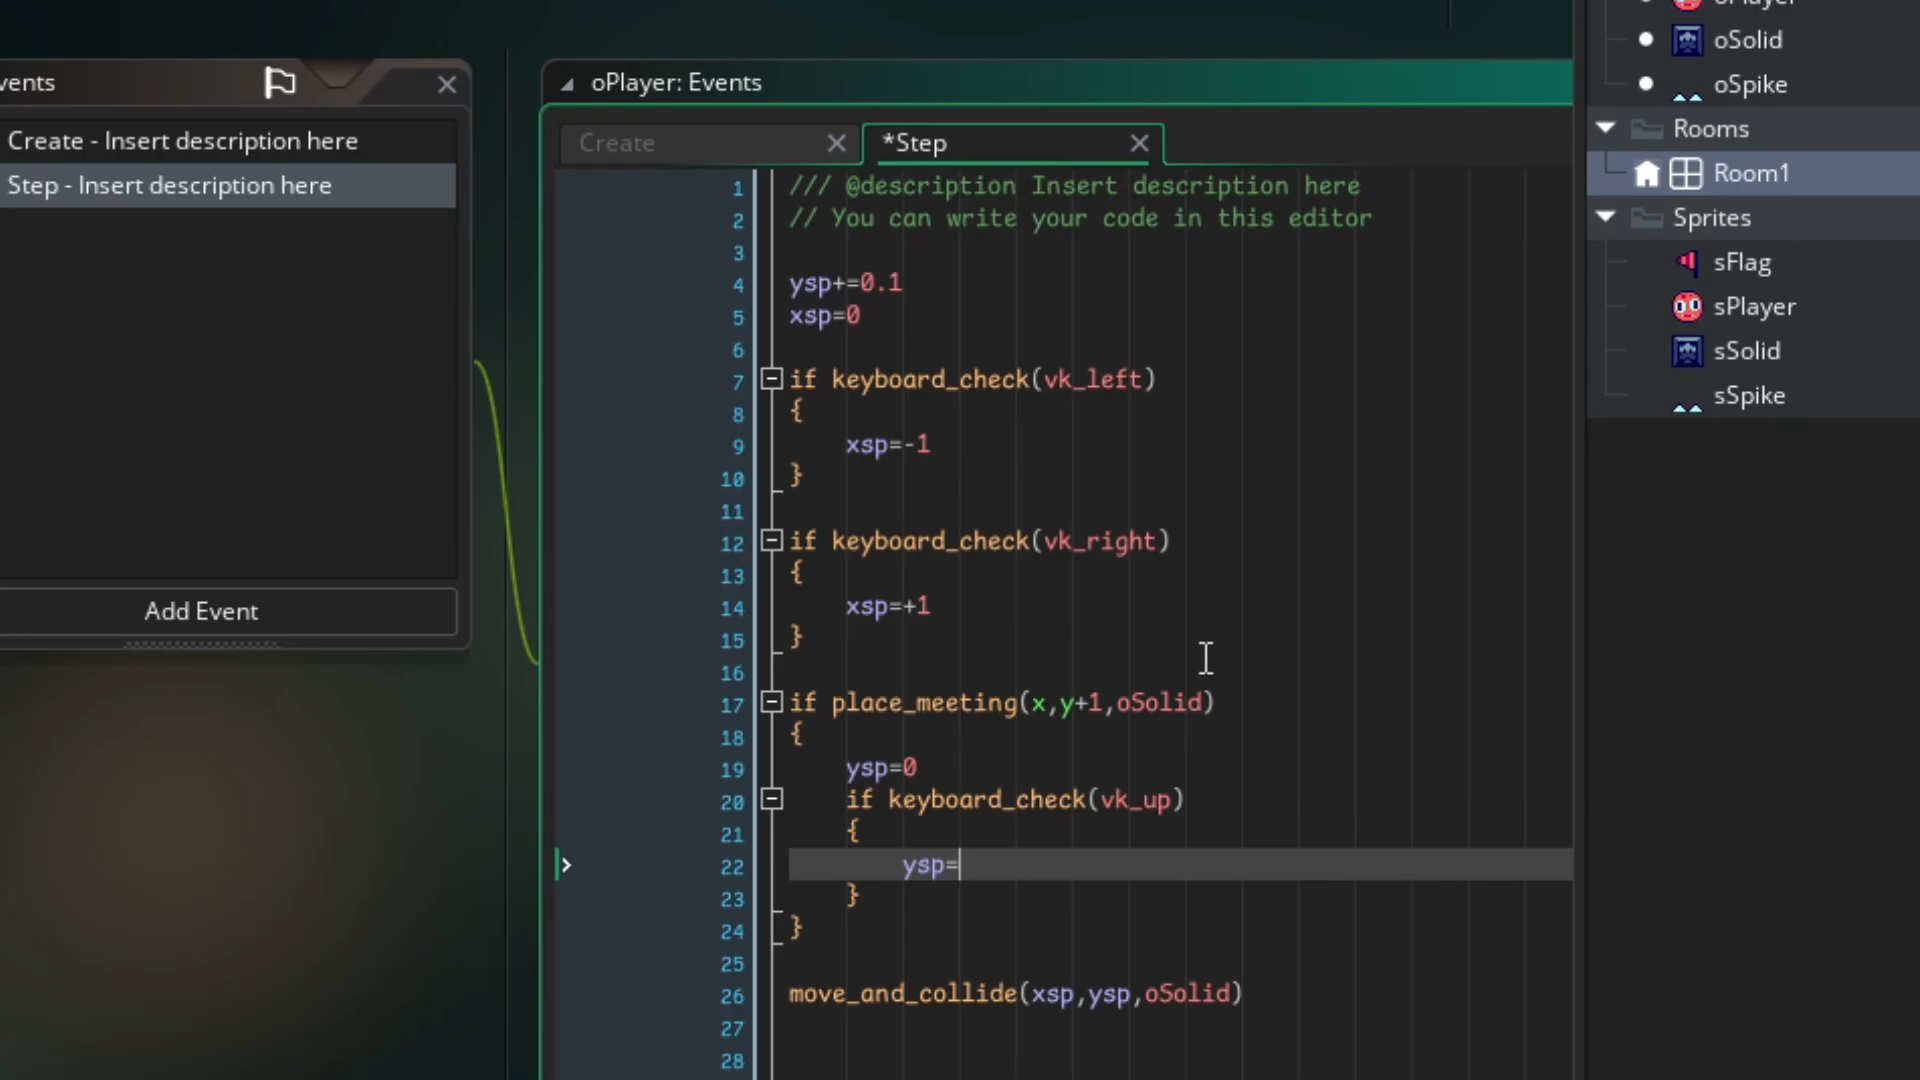 vents
Create - Insert description here
Step - Insert description here
Add Event
oPlayer: Events
Create
*Step
1 /// @description Insert description here
2 // You can write your code in this editor
3
4 ysp+=0.1
5 xsp=0
6
7 if keyboard_check(vk_left)
8 {
9 xsp=-1
10 }
11
12 if keyboard_check(vk_right)
13 {
14 xsp=+1
15 }
16
17 if place_meeting(x,y+1,oSolid)
18 {
19 ysp=0
20 if keyboard_check(vk_up)
21 {
22 ysp=
23 }
24 }
25
26 move_and_collide(xsp,ysp,oSolid)
27
28
oPlayer
oSolid
oSpike
Rooms
Room1
Sprites
sFlag
sPlayer
sSolid
sSpike